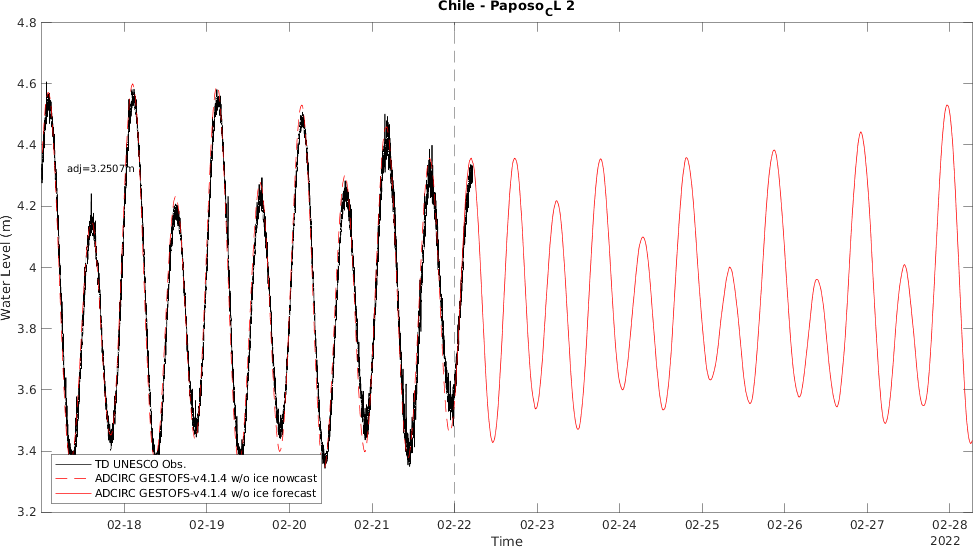 Chile - Paposo_CL 2
4.8
4.6
4.4
4.2
4
3.8
3.6
3.4
3.2
Water Level (m)
adj=3.2507m
TD UNESCO Obs.
ADCIRC GESTOFS-v4.1.4 w/o ice nowcast
ADCIRC GESTOFS-v4.1.4 w/o ice forecast
02-18 02-19 02-20 02-21 02-22 02-23 02-24 02-25 02-26 02-27 02-28
Time
2022